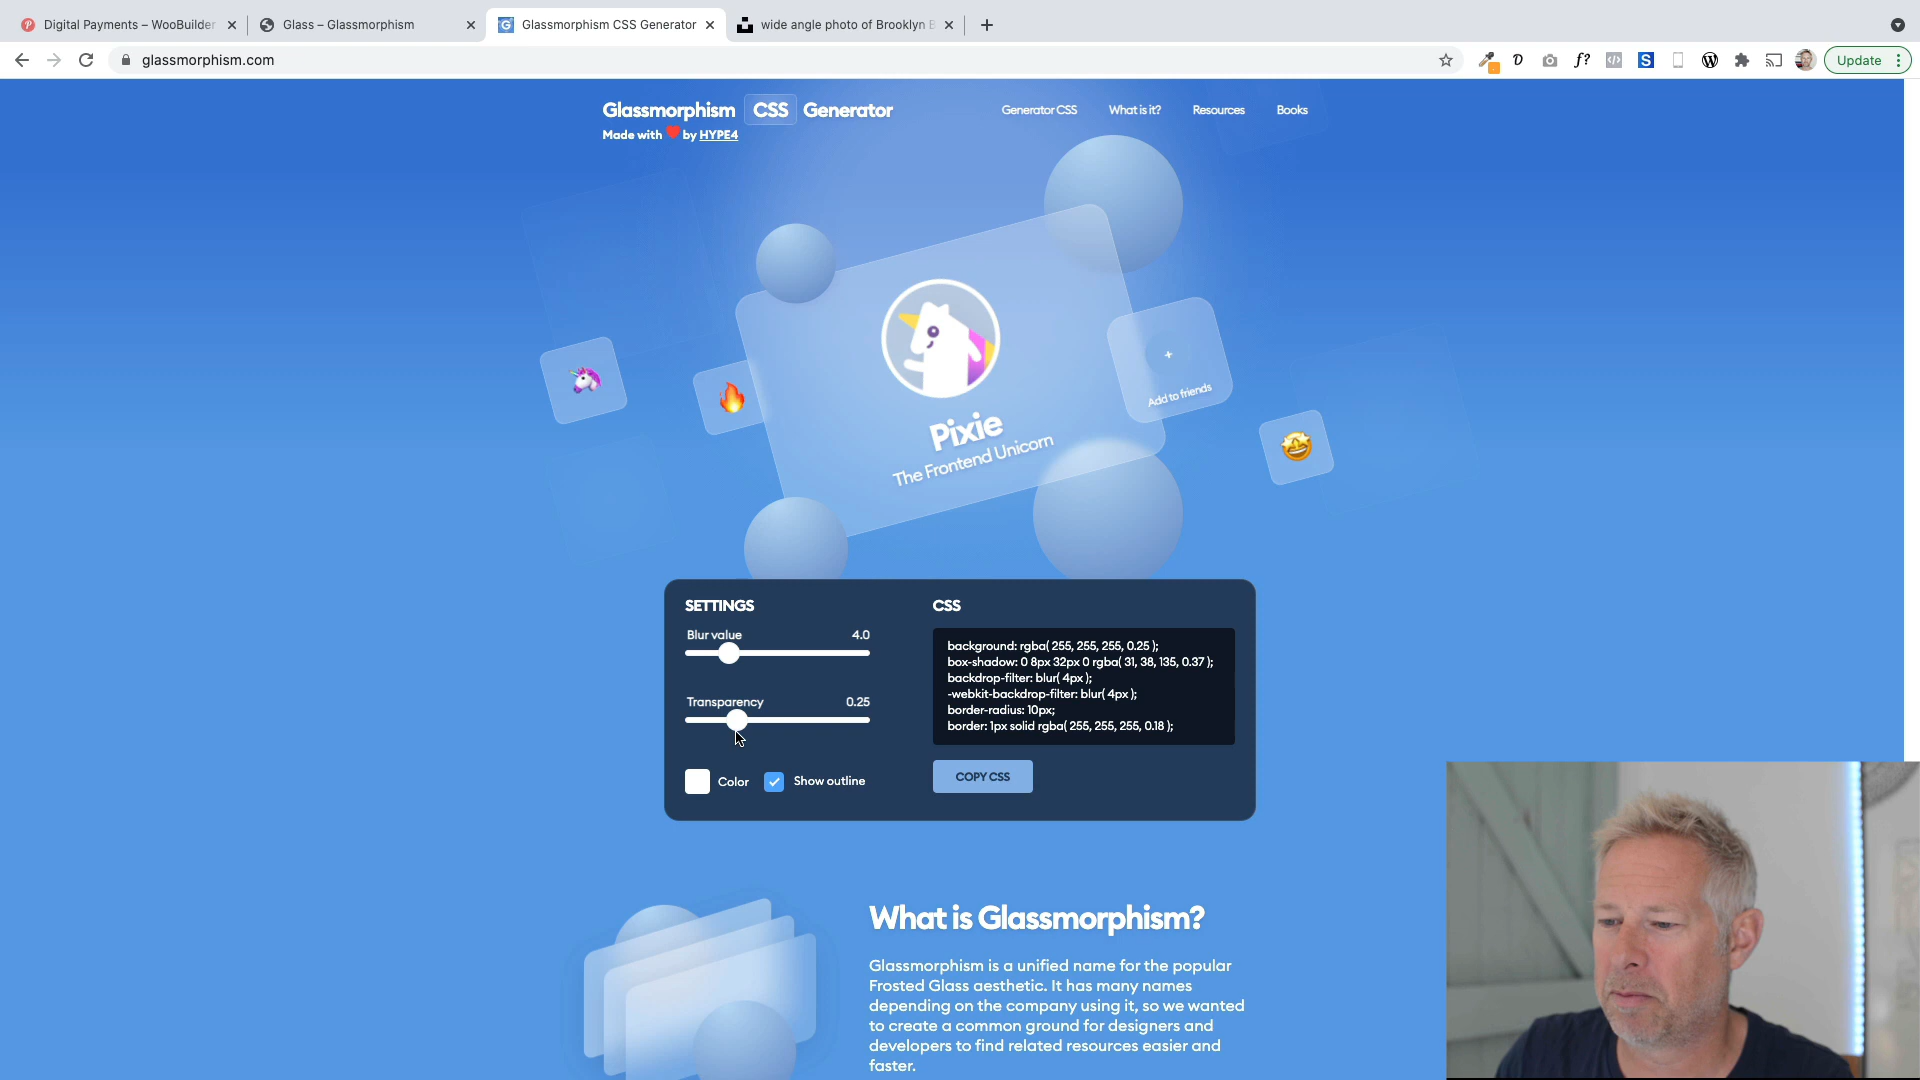 Digital Payments – WooBuilder
Glass – Glassmorphism
Glassmorphism CSS Generator
wide angle photo of Brooklyn B
glassmorphism.com
Update
Glassmorphism CSS Generator
Made with ❤️ by HYPE4
Generator CSS
What is it?
Resources
Books
+
Add to friends
Pixie
The Frontend Unicorn
SETTINGS
Blur value 4.0
Transparency 0.25
Color
Show outline
CSS
background: rgba( 255, 255, 255, 0.25 );
box-shadow: 0 8px 32px 0 rgba( 31, 38, 135, 0.37 );
backdrop-filter: blur( 4px );
-webkit-backdrop-filter: blur( 4px );
border-radius: 10px;
border: 1px solid rgba( 255, 255, 255, 0.18 );
COPY CSS
What is Glassmorphism?
Glassmorphism is a unified name for the popular
Frosted Glass aesthetic. It has many names
depending on the company using it, so we wanted
to create a common ground for designers and
developers to find related resources easier and
faster.